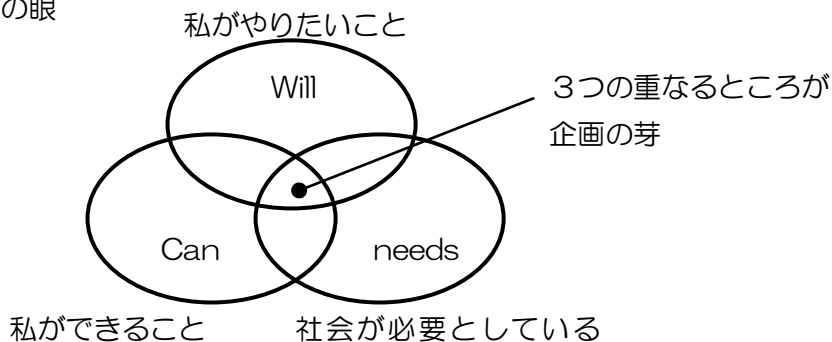 の眼
私がやりたいこと
Will
３つの重なるところが
企画の芽
Can
needs
私ができること
社会が必要としている